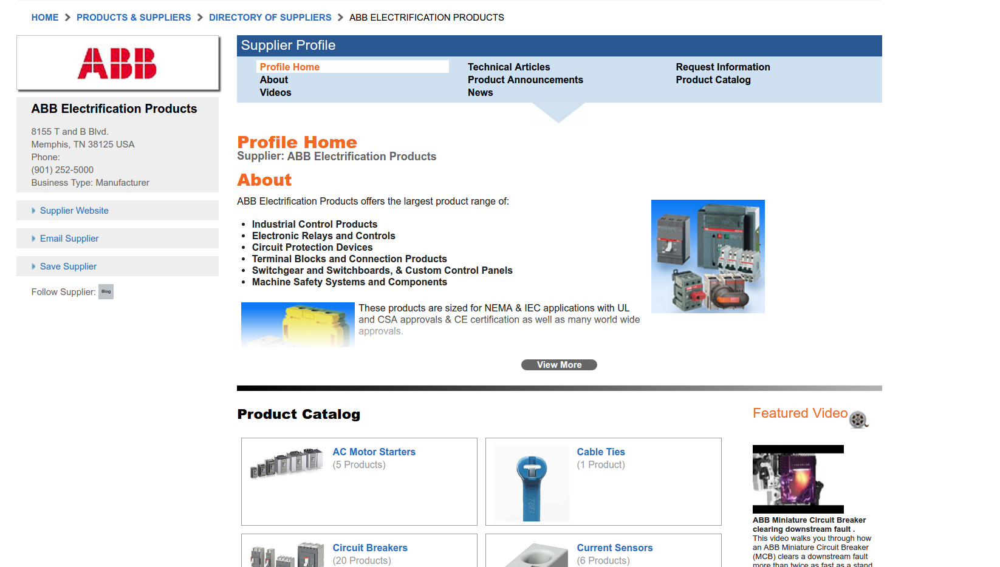 HOME > PRODUCTS & SUPPLIERS > DIRECTORY OF SUPPLIERS > ABB ELECTRIFICATION PRODUCTS
ABB
ABB Electrification Products
8155 T and B Blvd.
Memphis, TN 38125 USA
Phone:
(901) 252-5000
Business Type: Manufacturer
Supplier Website
Email Supplier
Save Supplier
Follow Supplier: Blog
Supplier Profile
Profile Home
About
Videos
Technical Articles
Product Announcements
News
Request Information
Product Catalog
Profile Home
Supplier: ABB Electrification Products
About
ABB Electrification Products offers the largest product range of:
• Industrial Control Products
• Electronic Relays and Controls
• Circuit Protection Devices
• Terminal Blocks and Connection Products
• Switchgear and Switchboards, & Custom Control Panels
• Machine Safety Systems and Components
These products are sized for NEMA & IEC applications with UL
and CSA approvals & CE certification as well as many world wide
approvals.
View More
Product Catalog
AC Motor Starters
(5 Products)
Cable Ties
(1 Product)
Circuit Breakers
(20 Products)
Current Sensors
(6 Products)
Featured Video
ABB Miniature Circuit Breaker
clearing downstream fault .
This video walks you through how
an ABB Miniature Circuit Breaker
(MCB) clears a downstream fault
more than twice as fast as a stand